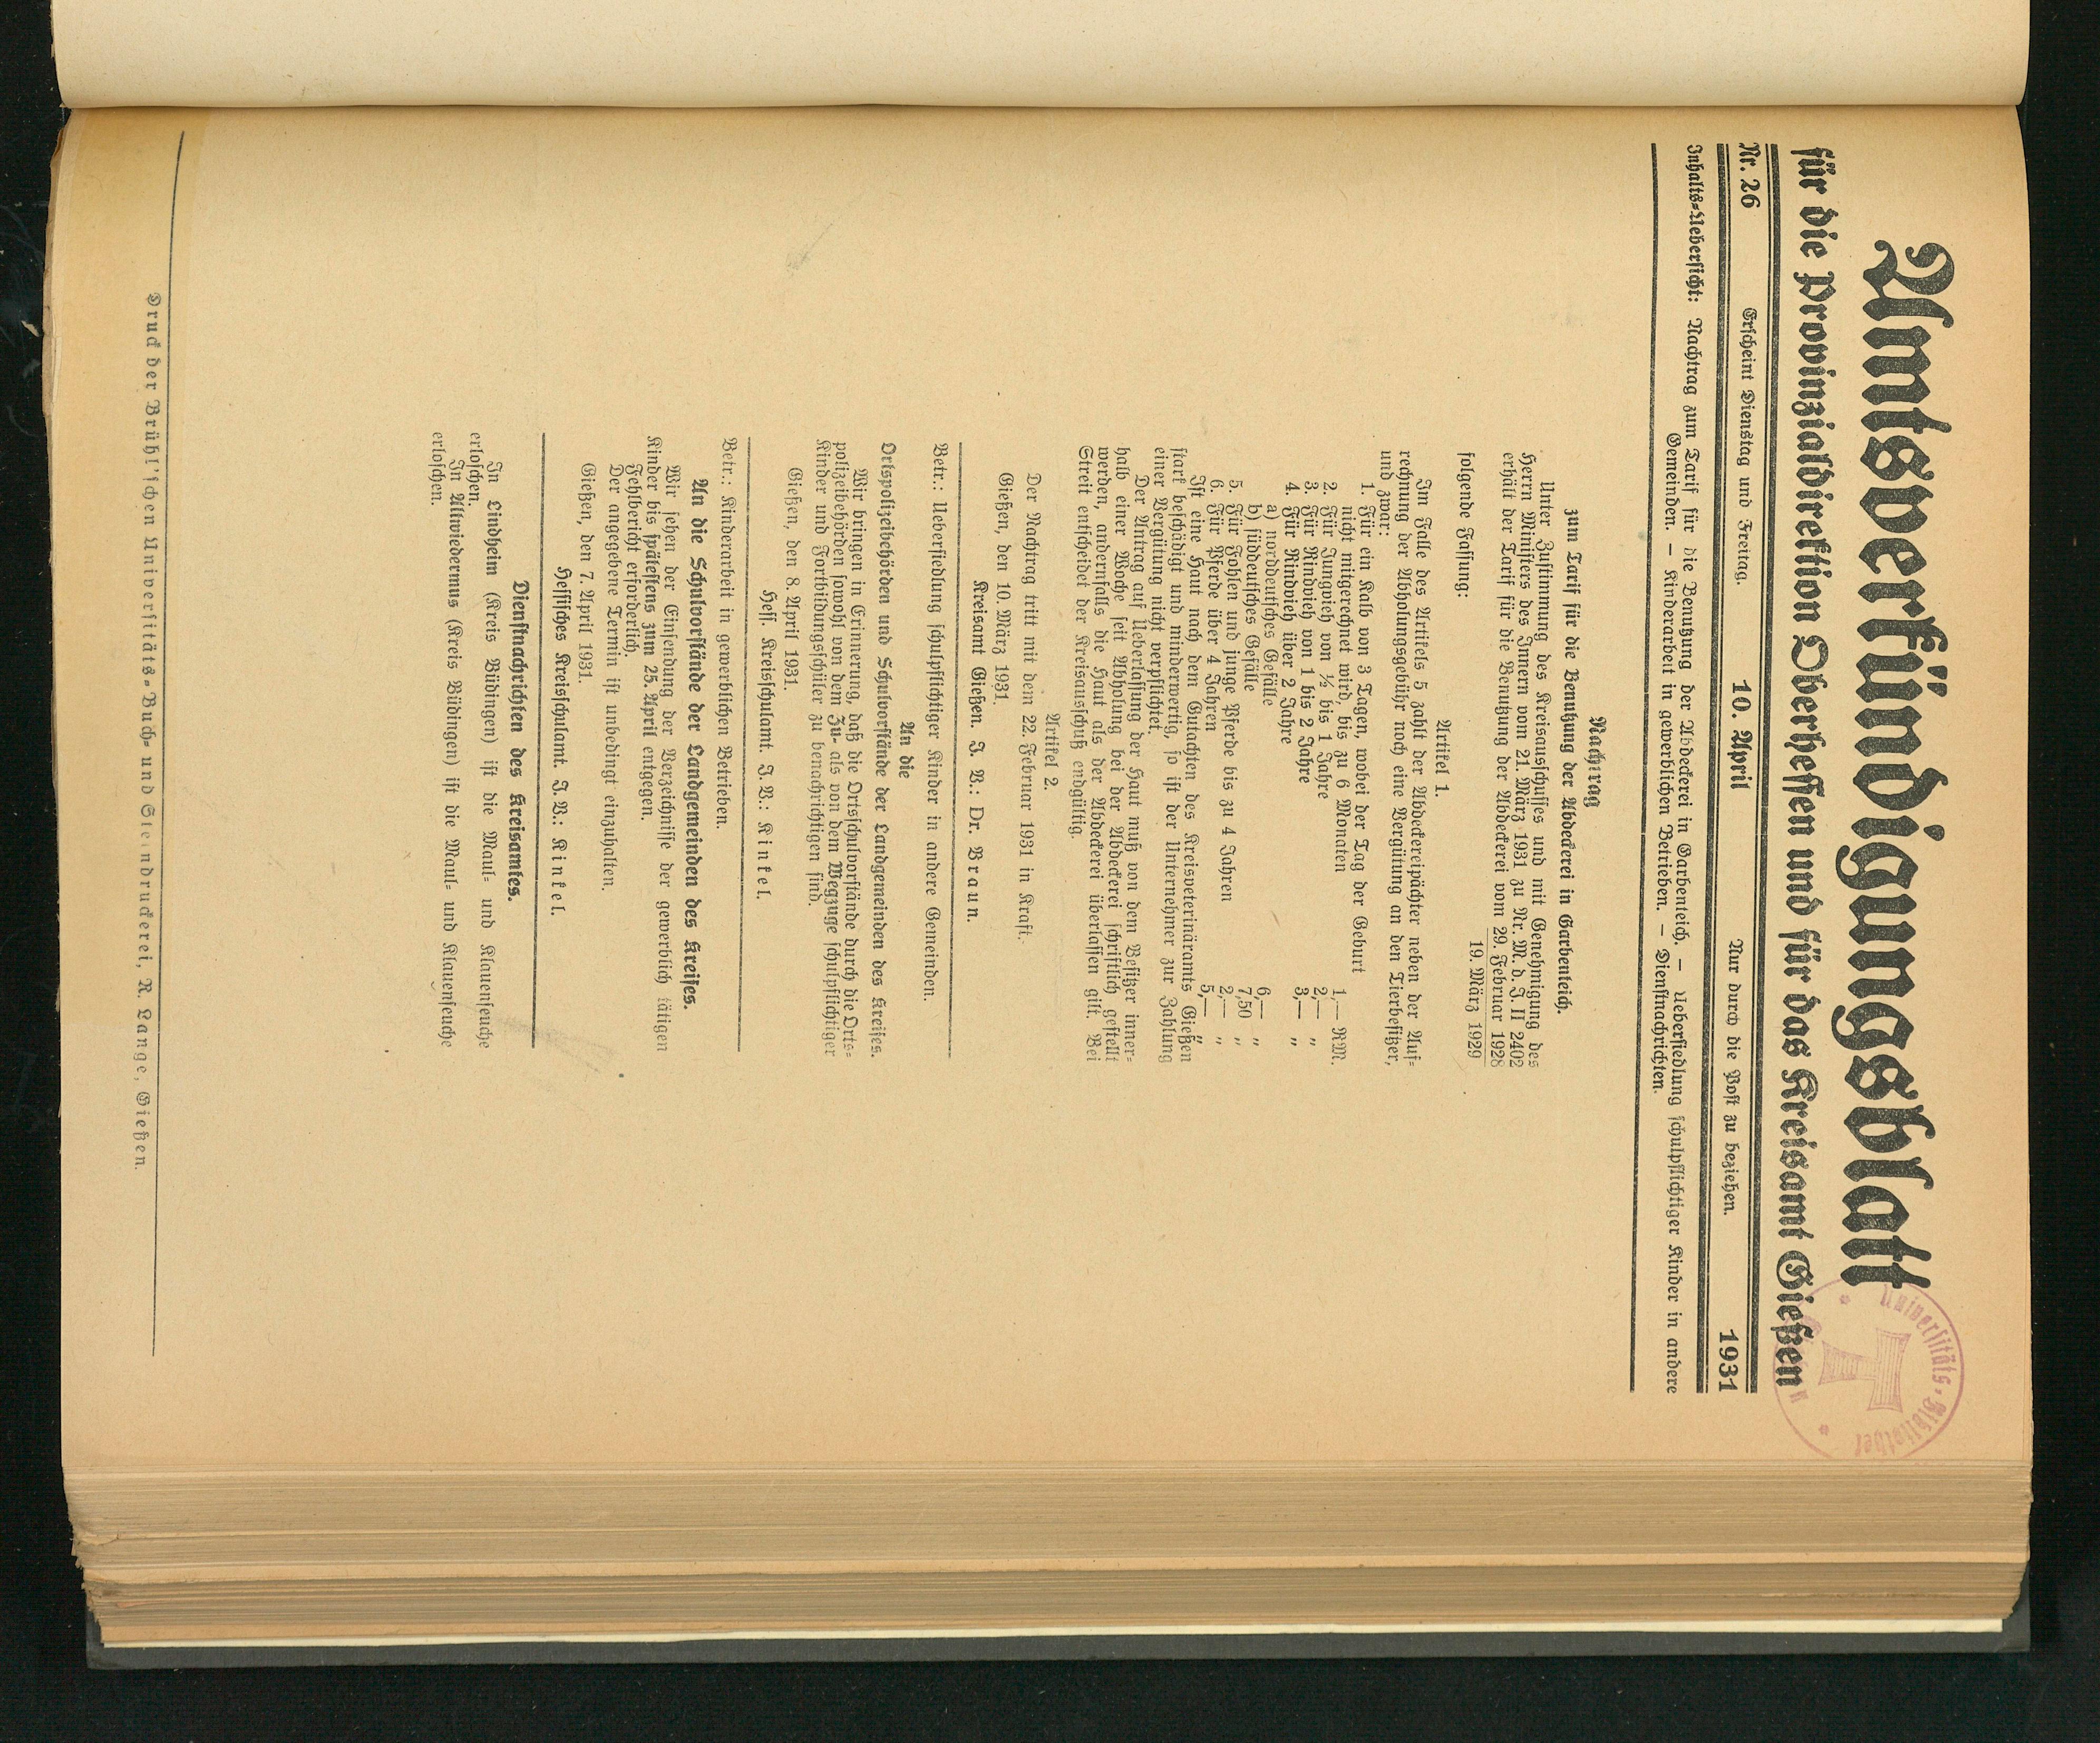 Amtsverkündigungsblatt
für die Provinzialdirektion Oberhessen und für das Kreisamt Gießen
Universitäts-Bibliothek
Nr. 26 Erscheint Dienstag und Freitag. 10. April Nur durch die Post zu beziehen. 1931
Inhalts-Uebersicht: Nachtrag zum Tarif für die Benutzung der Abdeckerei in Garbenteich. — Uebersiedlung schulpflichtiger Kinder in andere
Gemeinden. — Kinderarbeit in gewerblichen Betrieben. — Dienstnachrichten.
Nachtrag
zum Tarif für die Benutzung der Abdeckerei in Garbenteich.
Unter Zustimmung des Kreisausschusses und mit Genehmigung des
Herrn Ministers des Innern vom 21. März 1931 zu Nr. M. d. J. II 2402
erhält der Tarif für die Benutzung der Abdeckerei vom 29. Februar 1928
19. März 1929
folgende Fassung:
Artikel 1.
Im Falle des Artikels 5 zahlt der Abdeckereipächter neben der Auf-
rechnung der Abholungsgebühr noch eine Vergütung an den Tierbesitzer,
und zwar:
1. Für ein Kalb von 3 Tagen, wobei der Tag der Geburt
nicht mitgerechnet wird, bis zu 6 Monaten 1,— RM.
2. Für Jungvieh von ½ bis 1 Jahre 2,— „
3. Für Rindvieh von 1 bis 2 Jahre 3,— „
4. Für Rindvieh über 2 Jahre
a) norddeutsches Gefälle 6,— „
b) süddeutsches Gefälle 7,50 „
5. Für Fohlen und junge Pferde bis zu 4 Jahren 2,— „
6. Für Pferde über 4 Jahren 5,— „
Ist eine Haut nach dem Gutachten des Kreisveterinäramts Gießen
stark beschädigt und minderwertig, so ist der Unternehmer zur Zahlung
einer Vergütung nicht verpflichtet.
Der Antrag auf Ueberlassung der Haut muß von dem Besitzer inner-
halb einer Woche seit Abholung bei der Abdeckerei schriftlich gestellt
werden, andernfalls die Haut als der Abdeckerei überlassen gilt. Bei
Streit entscheidet der Kreisausschuß endgültig.
Artikel 2.
Der Nachtrag tritt mit dem 22. Februar 1931 in Kraft.
Gießen, den 10. März 1931.
Kreisamt Gießen. J. V.: Dr. Braun.
Betr.: Uebersiedlung schulpflichtiger Kinder in andere Gemeinden.
An die
Ortspolizeibehörden und Schulvorstände der Landgemeinden des Kreises.
Wir bringen in Erinnerung, daß die Ortsschulvorstände durch die Orts-
polizeibehörden sowohl von dem Zu- als von dem Wegzuge schulpflichtiger
Kinder und Fortbildungsschüler zu benachrichtigen sind.
Gießen, den 8. April 1931.
Hess. Kreisschulamt. J. V.: Kinkel.
Betr.: Kinderarbeit in gewerblichen Betrieben.
An die Schulvorstände der Landgemeinden des Kreises.
Wir sehen der Einsendung der Verzeichnisse der gewerblich tätigen
Kinder bis spätestens zum 25. April entgegen.
Fehlbericht erforderlich.
Der angegebene Termin ist unbedingt einzuhalten.
Gießen, den 7. April 1931.
Hessisches Kreisschulamt. J. V.: Kinkel.
Dienstnachrichten des Kreisamtes.
In Lindheim (Kreis Büdingen) ist die Maul- und Klauenseuche
erloschen.
In Altwiedermus (Kreis Büdingen) ist die Maul- und Klauenseuche
erloschen.
Druck der Brühl'schen Universitäts-Buch- und Steindruckerei, R. Lange, Gießen.